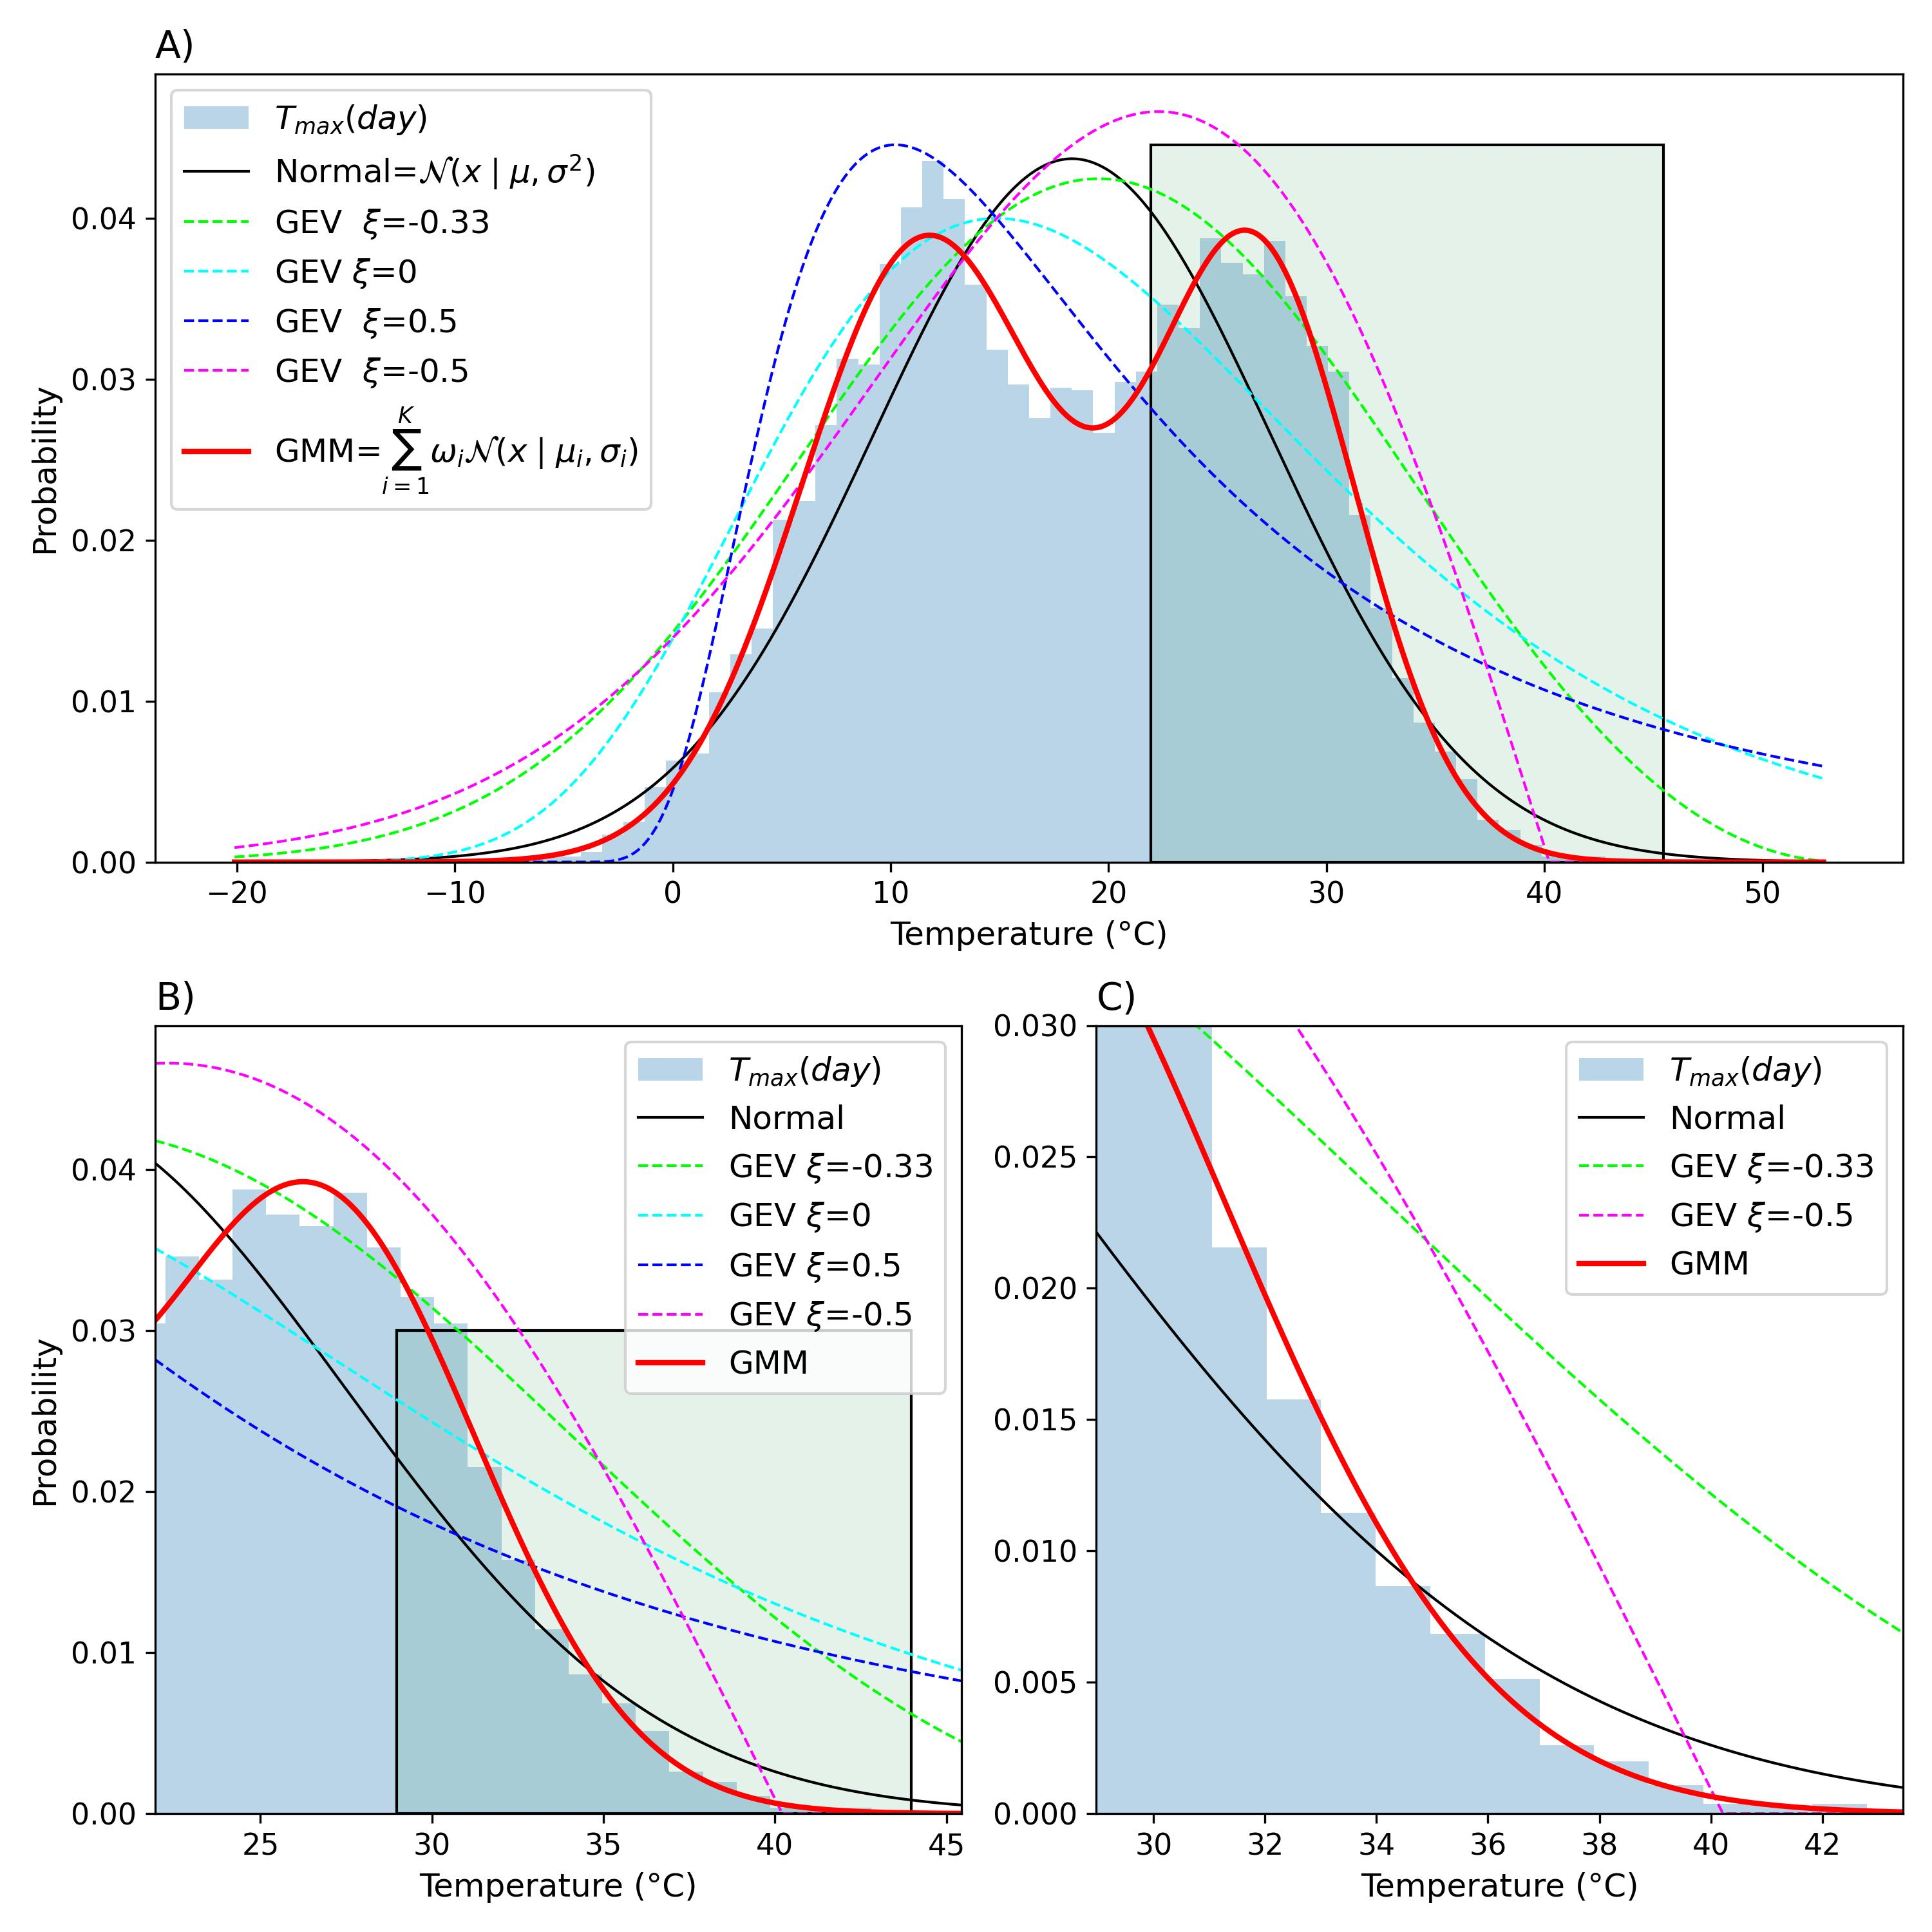 A)
T_max(day)
Normal=𝒩(x | μ, σ²)
GEV ξ=-0.33
GEV ξ=0
GEV ξ=0.5
GEV ξ=-0.5
GMM=∑_{i=1}^{K} ω_i𝒩(x | μ_i, σ_i)
Probability
0.04
0.03
0.02
0.01
0.00
−20 −10 0 10 20 30 40 50
Temperature (°C)
B)
T_max(day)
Normal
GEV ξ=-0.33
GEV ξ=0
GEV ξ=0.5
GEV ξ=-0.5
GMM
Probability
0.04
0.03
0.02
0.01
0.00
25 30 35 40 45
Temperature (°C)
C)
T_max(day)
Normal
GEV ξ=-0.33
GEV ξ=-0.5
GMM
0.030
0.025
0.020
0.015
0.010
0.005
0.000
30 32 34 36 38 40 42
Temperature (°C)